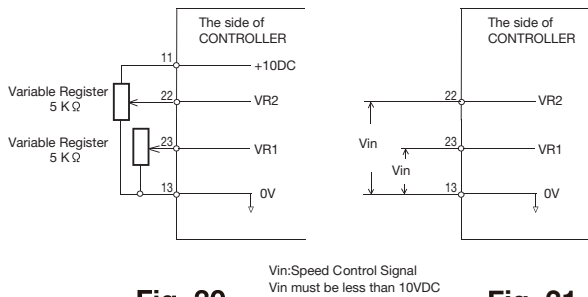 The side of
CONTROLLER
11
+10DC
Variable Register
5 KΩ
22
VR2
Variable Register
5 KΩ
23
VR1
13
0V
The side of
CONTROLLER
22
VR2
Vin
23
VR1
Vin
13
0V
Vin:Speed Control Signal
Vin must be less than 10VDC